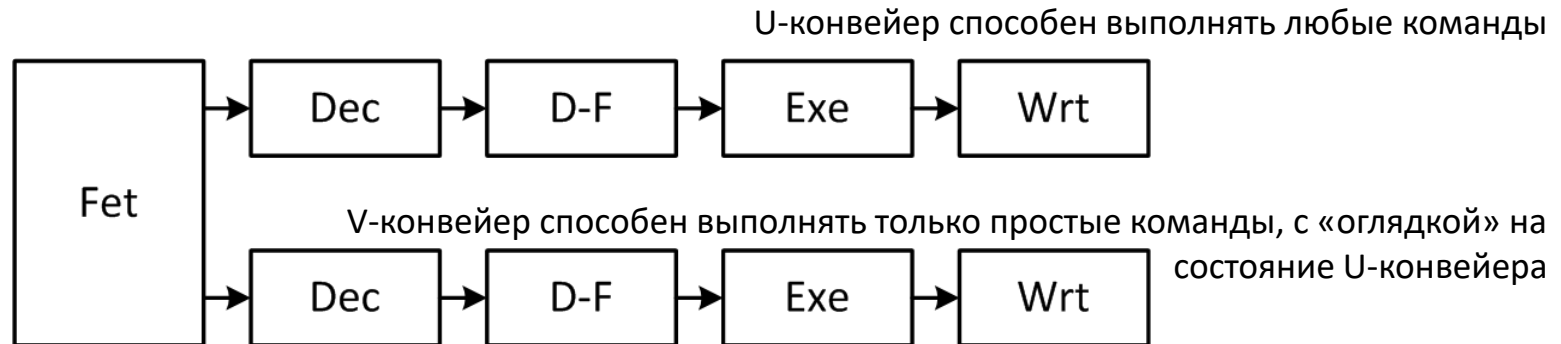 U-конвейер способен выполнять любые команды
Dec D-F Exe Wrt
Fet
V-конвейер способен выполнять только простые команды, с «оглядкой» на
состояние U-конвейера
Dec D-F Exe Wrt